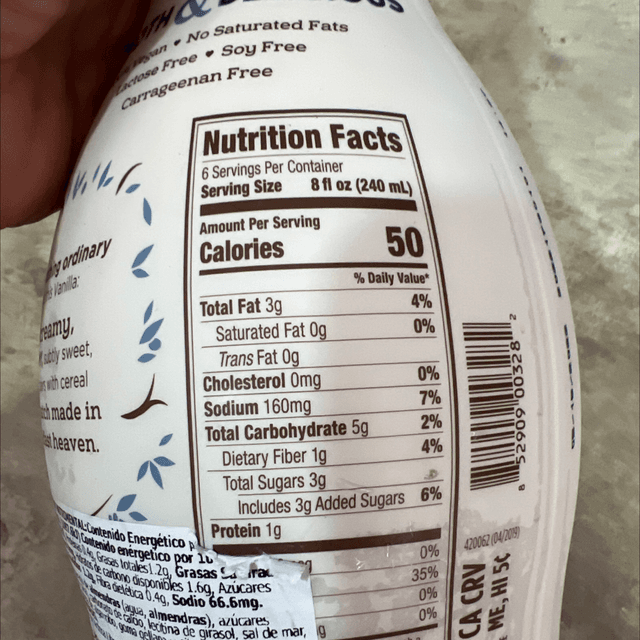 &
Vegan • No Saturated Fats
Lactose Free • Soy Free
Carrageenan Free
Nutrition Facts
6 Servings Per Container
Serving Size 8 fl oz (240 mL)
Amount Per Serving
Calories 50
% Daily Value*
Total Fat 3g 4%
Saturated Fat 0g 0%
Trans Fat 0g
Cholesterol 0mg 0%
Sodium 160mg 7%
Total Carbohydrate 5g 2%
Dietary Fiber 1g 4%
Total Sugars 3g
Includes 3g Added Sugars 6%
Protein 1g
0%
35%
0%
0%
ordinary
Vanilla:
subtly sweet,
with cereal
made in
heaven.
Contenido Energético
Contenido energetico por
Grasas totales 1.2g, Grasas
de carbono disponibles 1.6g, Azúcares
Fibra dietética 0.4g, Sodio 66.6mg.
(agua, almendras), azúcares
de calcio, lecitina de girasol, sal de mar,
goma
8 52909 00328 2
420062 (04/2019)
CA CRV
ME, HI 5¢